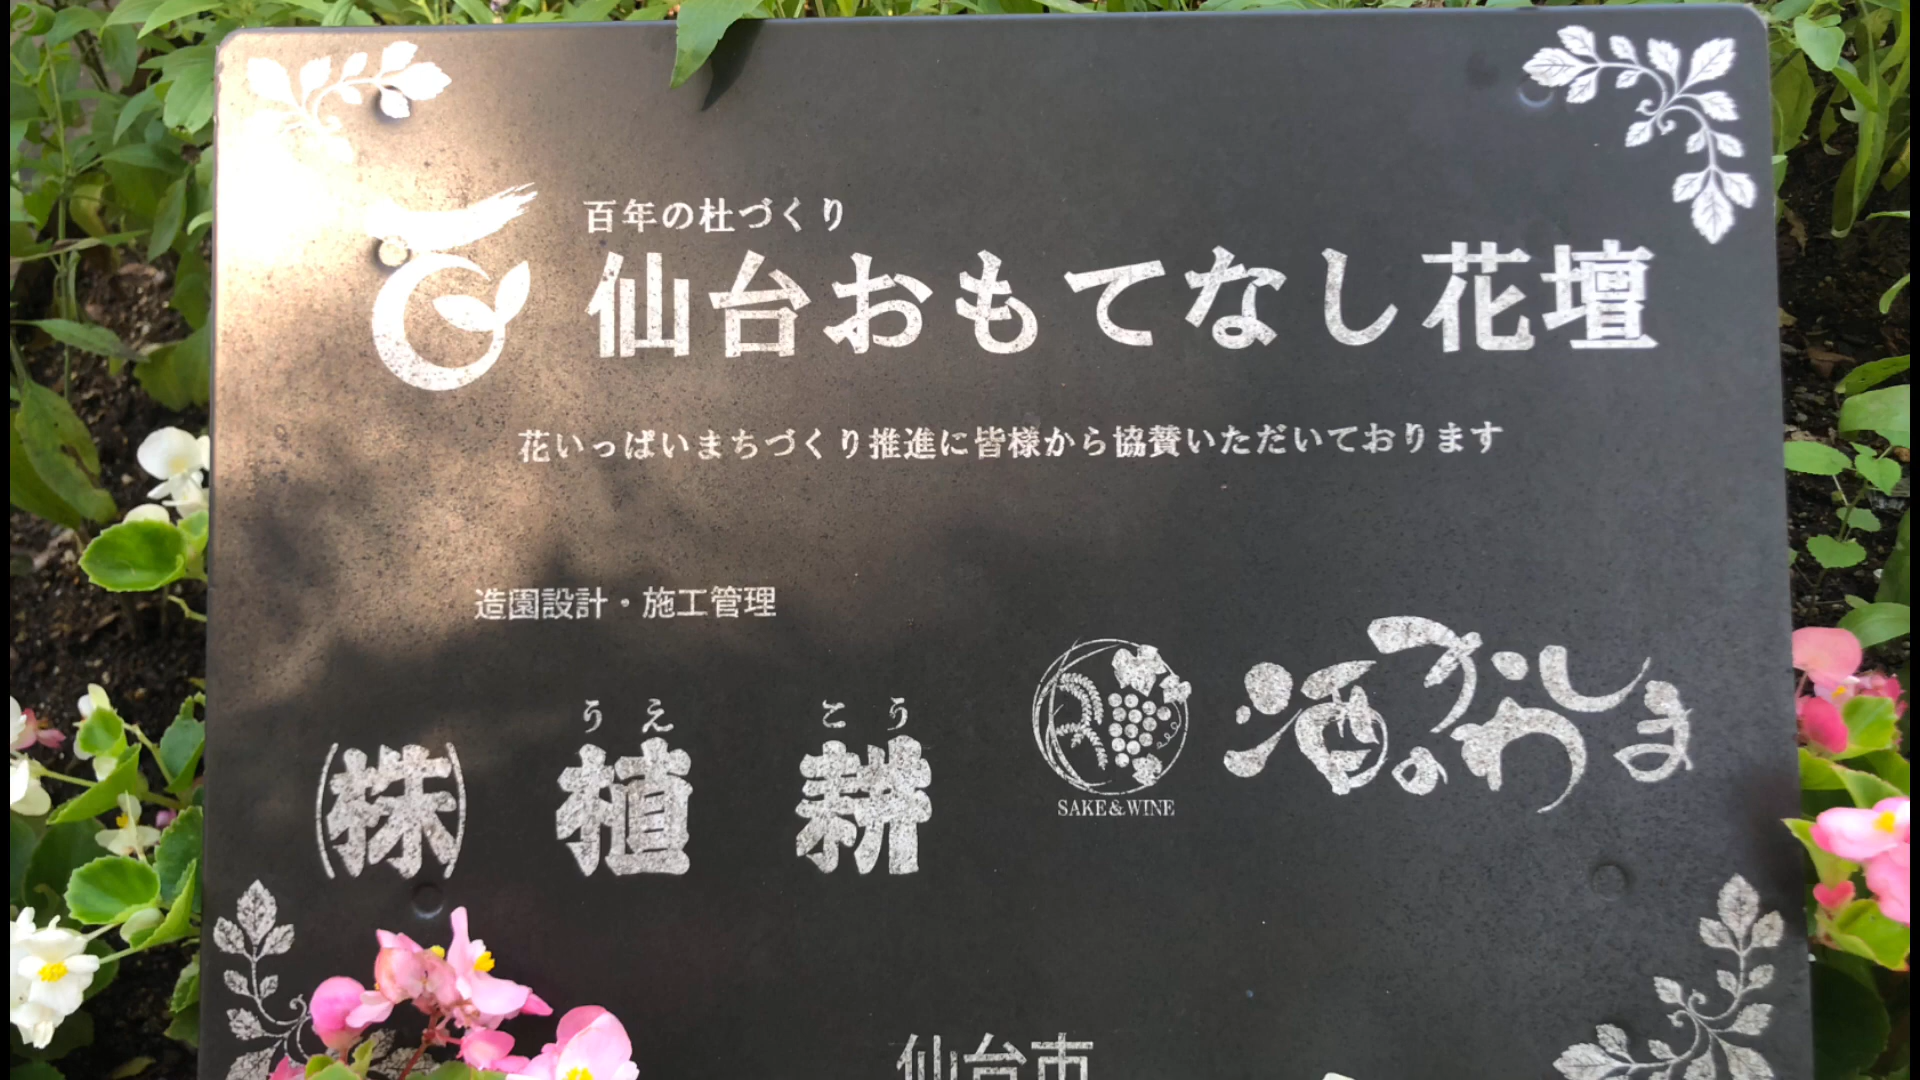 百年の杜づくり
仙台おもてなし花壇
花いっぱいまちづくり推進に皆様から協賛いただいております
造園設計・施工管理
うえ こう
㈱ 植 耕
酒のかわしま
SAKE&WINE
仙台市